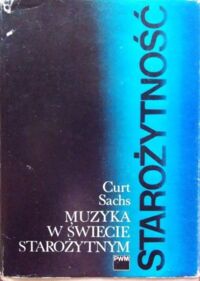 STAROŻYTNOŚĆ
Curt
Sachs
MUZYKA
W ŚWIECIE
STAROŻYTNYM
PWM